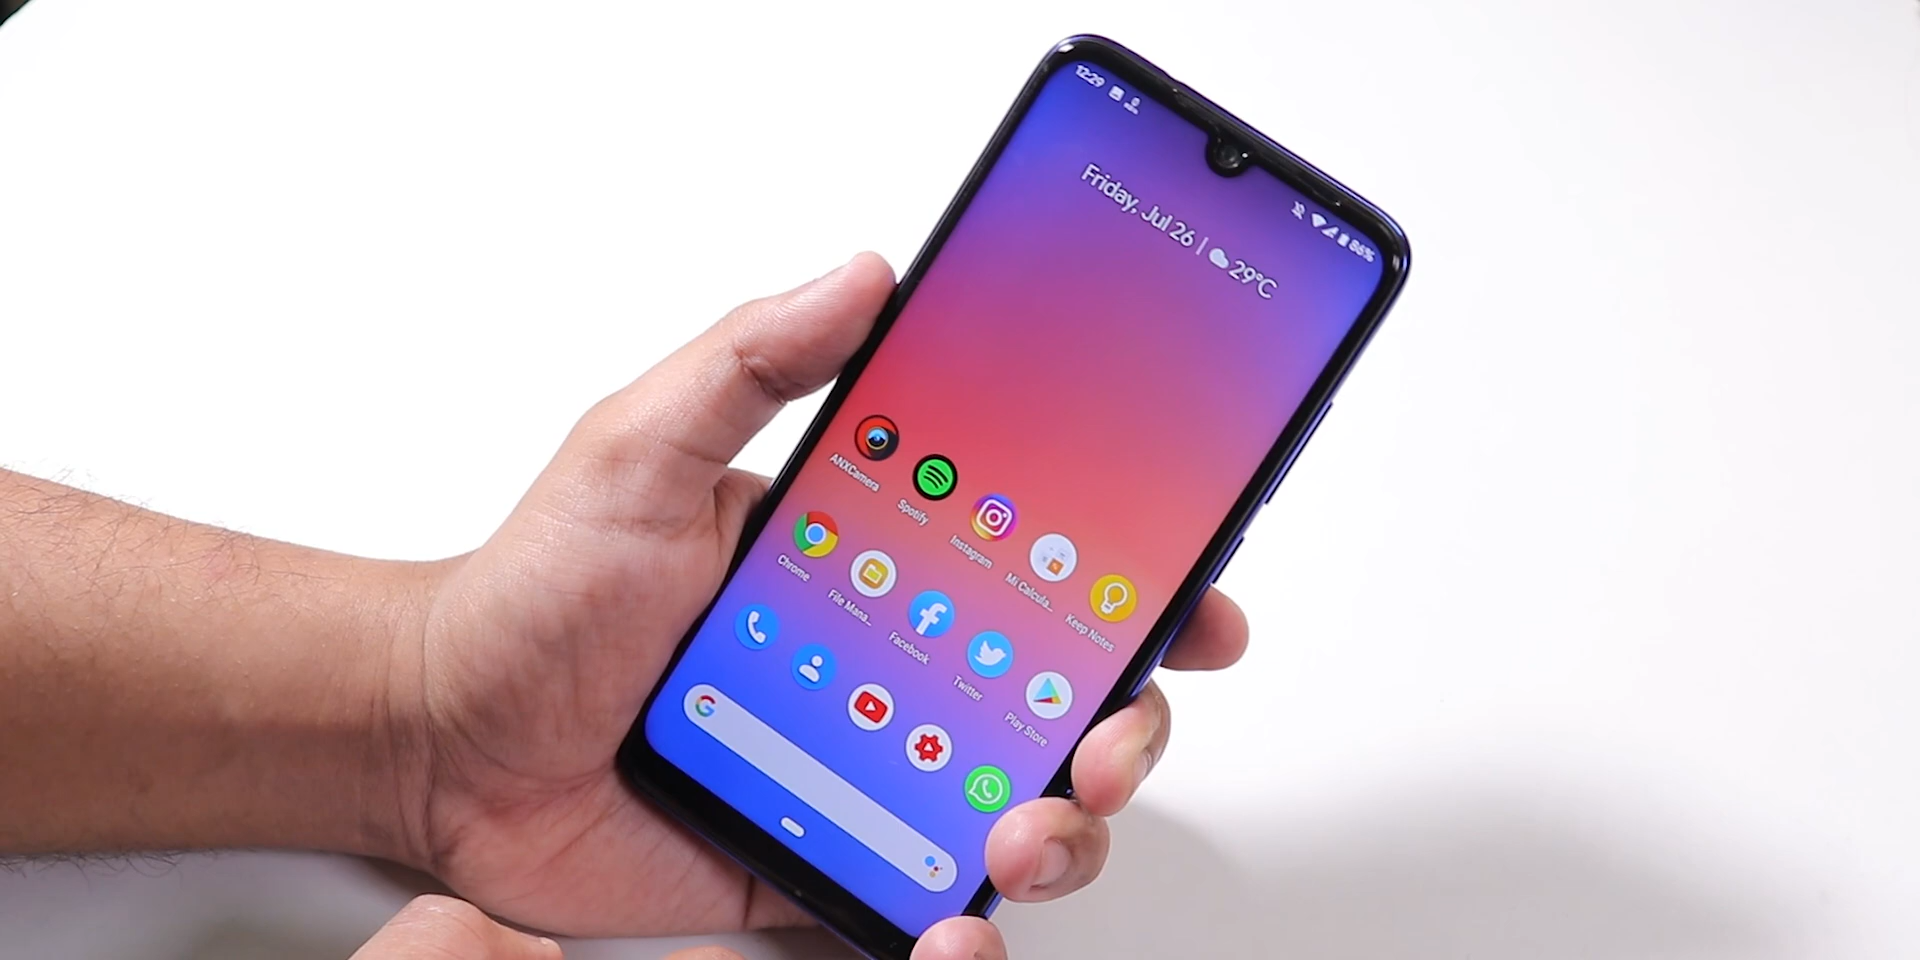 12:29
86%
Friday, Jul 26 | 29°C
ANXCamera
Spotify
Instagram
Mi Calcula...
Keep Notes
Chrome
File Mana...
Facebook
Twitter
Play Store